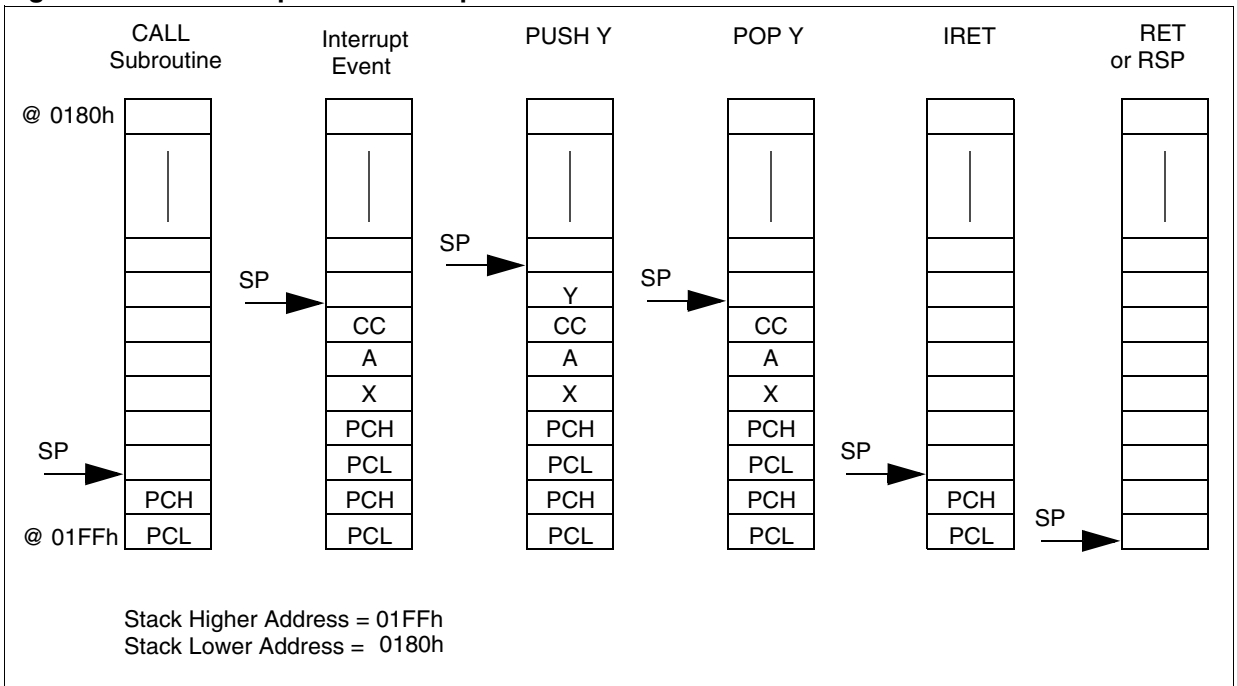 CALL
Subroutine
Interrupt
Event
PUSH Y
POP Y
IRET
RET
or RSP
@ 0180h
SP
SP
SP
Y
CC
CC
CC
A
A
A
X
X
X
PCH
PCH
PCH
SP
SP
PCL
PCL
PCL
PCH
PCH
PCH
PCH
PCH
SP
@ 01FFh
PCL
PCL
PCL
PCL
PCL
Stack Higher Address = 01FFh
Stack Lower Address = 0180h